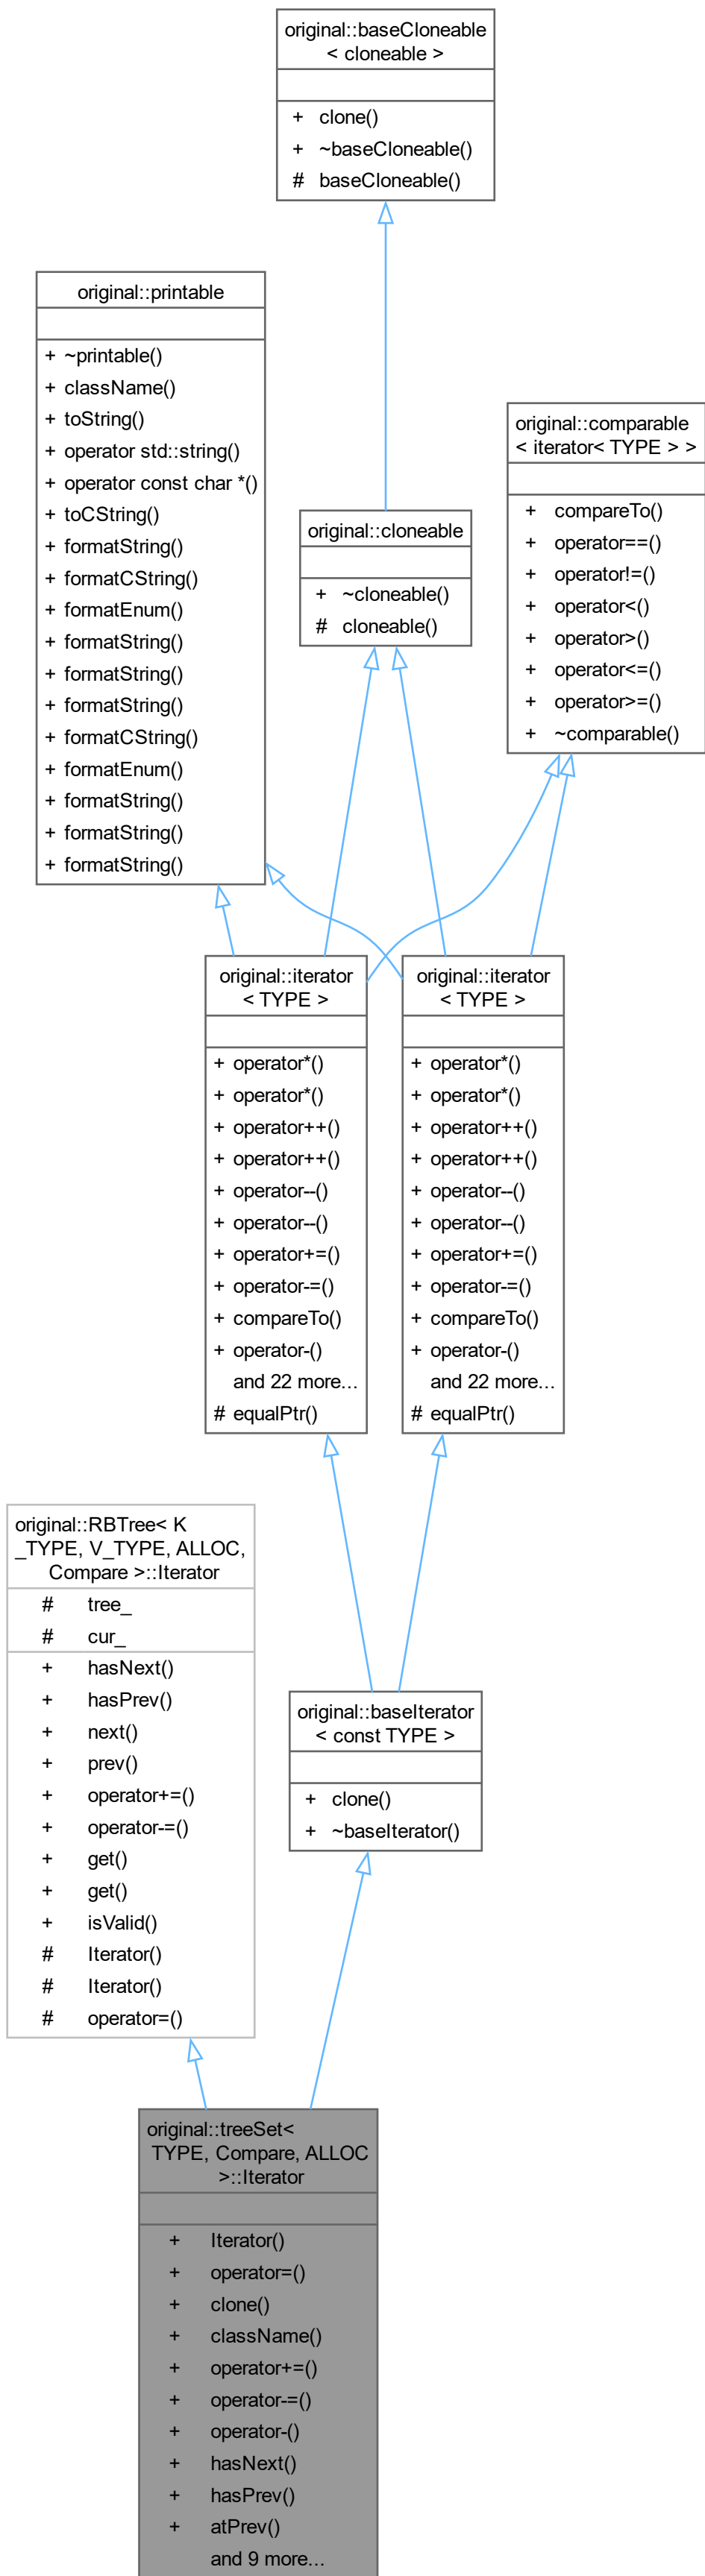 original::baseCloneable
< cloneable >
+ clone()
+ ~baseCloneable()
# baseCloneable()
original::printable
+ ~printable()
+ className()
+ toString()
+ operator std::string()
+ operator const char *()
+ toCString()
+ formatString()
+ formatCString()
+ formatEnum()
+ formatString()
+ formatString()
+ formatString()
+ formatCString()
+ formatEnum()
+ formatString()
+ formatString()
+ formatString()
original::cloneable
+ ~cloneable()
# cloneable()
original::comparable
< iterator< TYPE > >
+ compareTo()
+ operator==()
+ operator!=()
+ operator<()
+ operator>()
+ operator<=()
+ operator>=()
+ ~comparable()
original::iterator
< TYPE >
+ operator*()
+ operator*()
+ operator++()
+ operator++()
+ operator--()
+ operator--()
+ operator+=()
+ operator-=()
+ compareTo()
+ operator-()
and 22 more...
# equalPtr()
original::iterator
< TYPE >
+ operator*()
+ operator*()
+ operator++()
+ operator++()
+ operator--()
+ operator--()
+ operator+=()
+ operator-=()
+ compareTo()
+ operator-()
and 22 more...
# equalPtr()
original::RBTree< K
_TYPE, V_TYPE, ALLOC,
Compare >::Iterator
# tree_
# cur_
+ hasNext()
+ hasPrev()
+ next()
+ prev()
+ operator+=()
+ operator-=()
+ get()
+ get()
+ isValid()
# Iterator()
# Iterator()
# operator=()
original::baseIterator
< const TYPE >
+ clone()
+ ~baseIterator()
original::treeSet<
TYPE, Compare, ALLOC
>::Iterator
+ Iterator()
+ operator=()
+ clone()
+ className()
+ operator+=()
+ operator-=()
+ operator-()
+ hasNext()
+ hasPrev()
+ atPrev()
and 9 more...